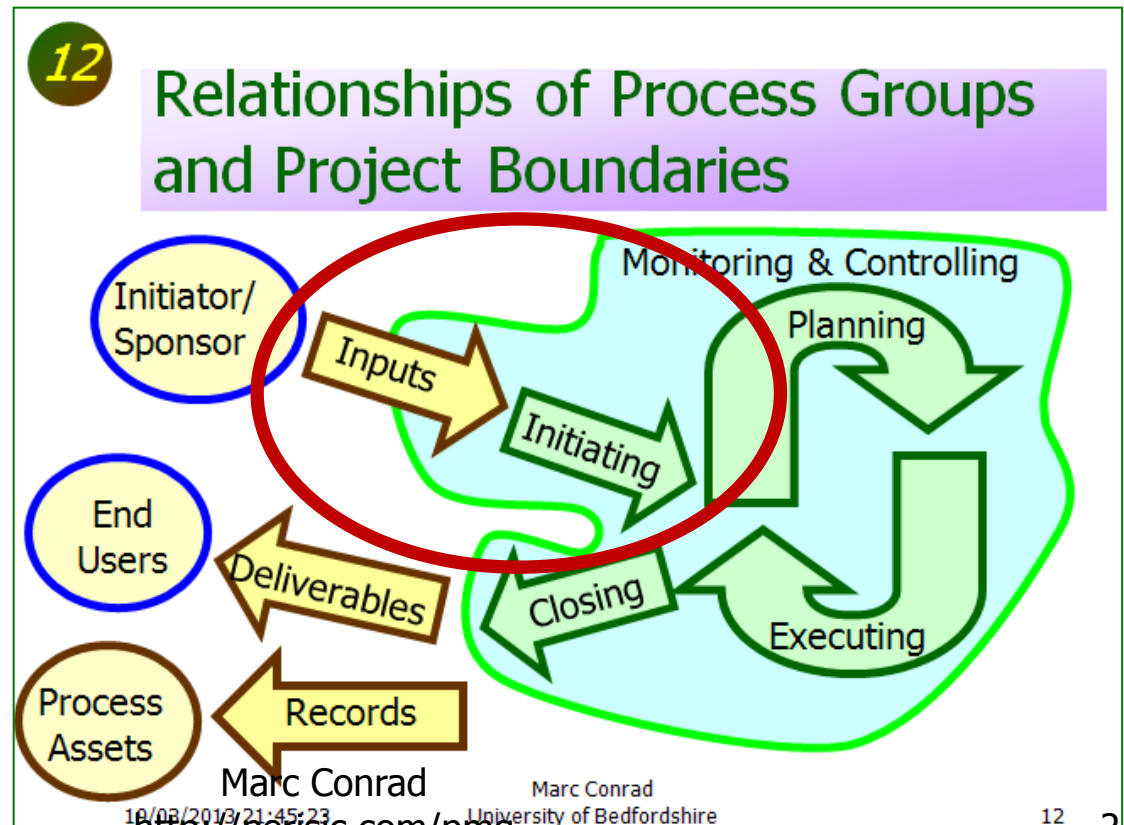 12
Relationships of Process Groups
and Project Boundaries
Initiator/
Sponsor
Inputs
Initiating
Monitoring & Controlling
Planning
End
Users
Deliverables
Closing
Executing
Process
Assets
Records
Marc Conrad
Marc Conrad
University of Bedfordshire
12
2